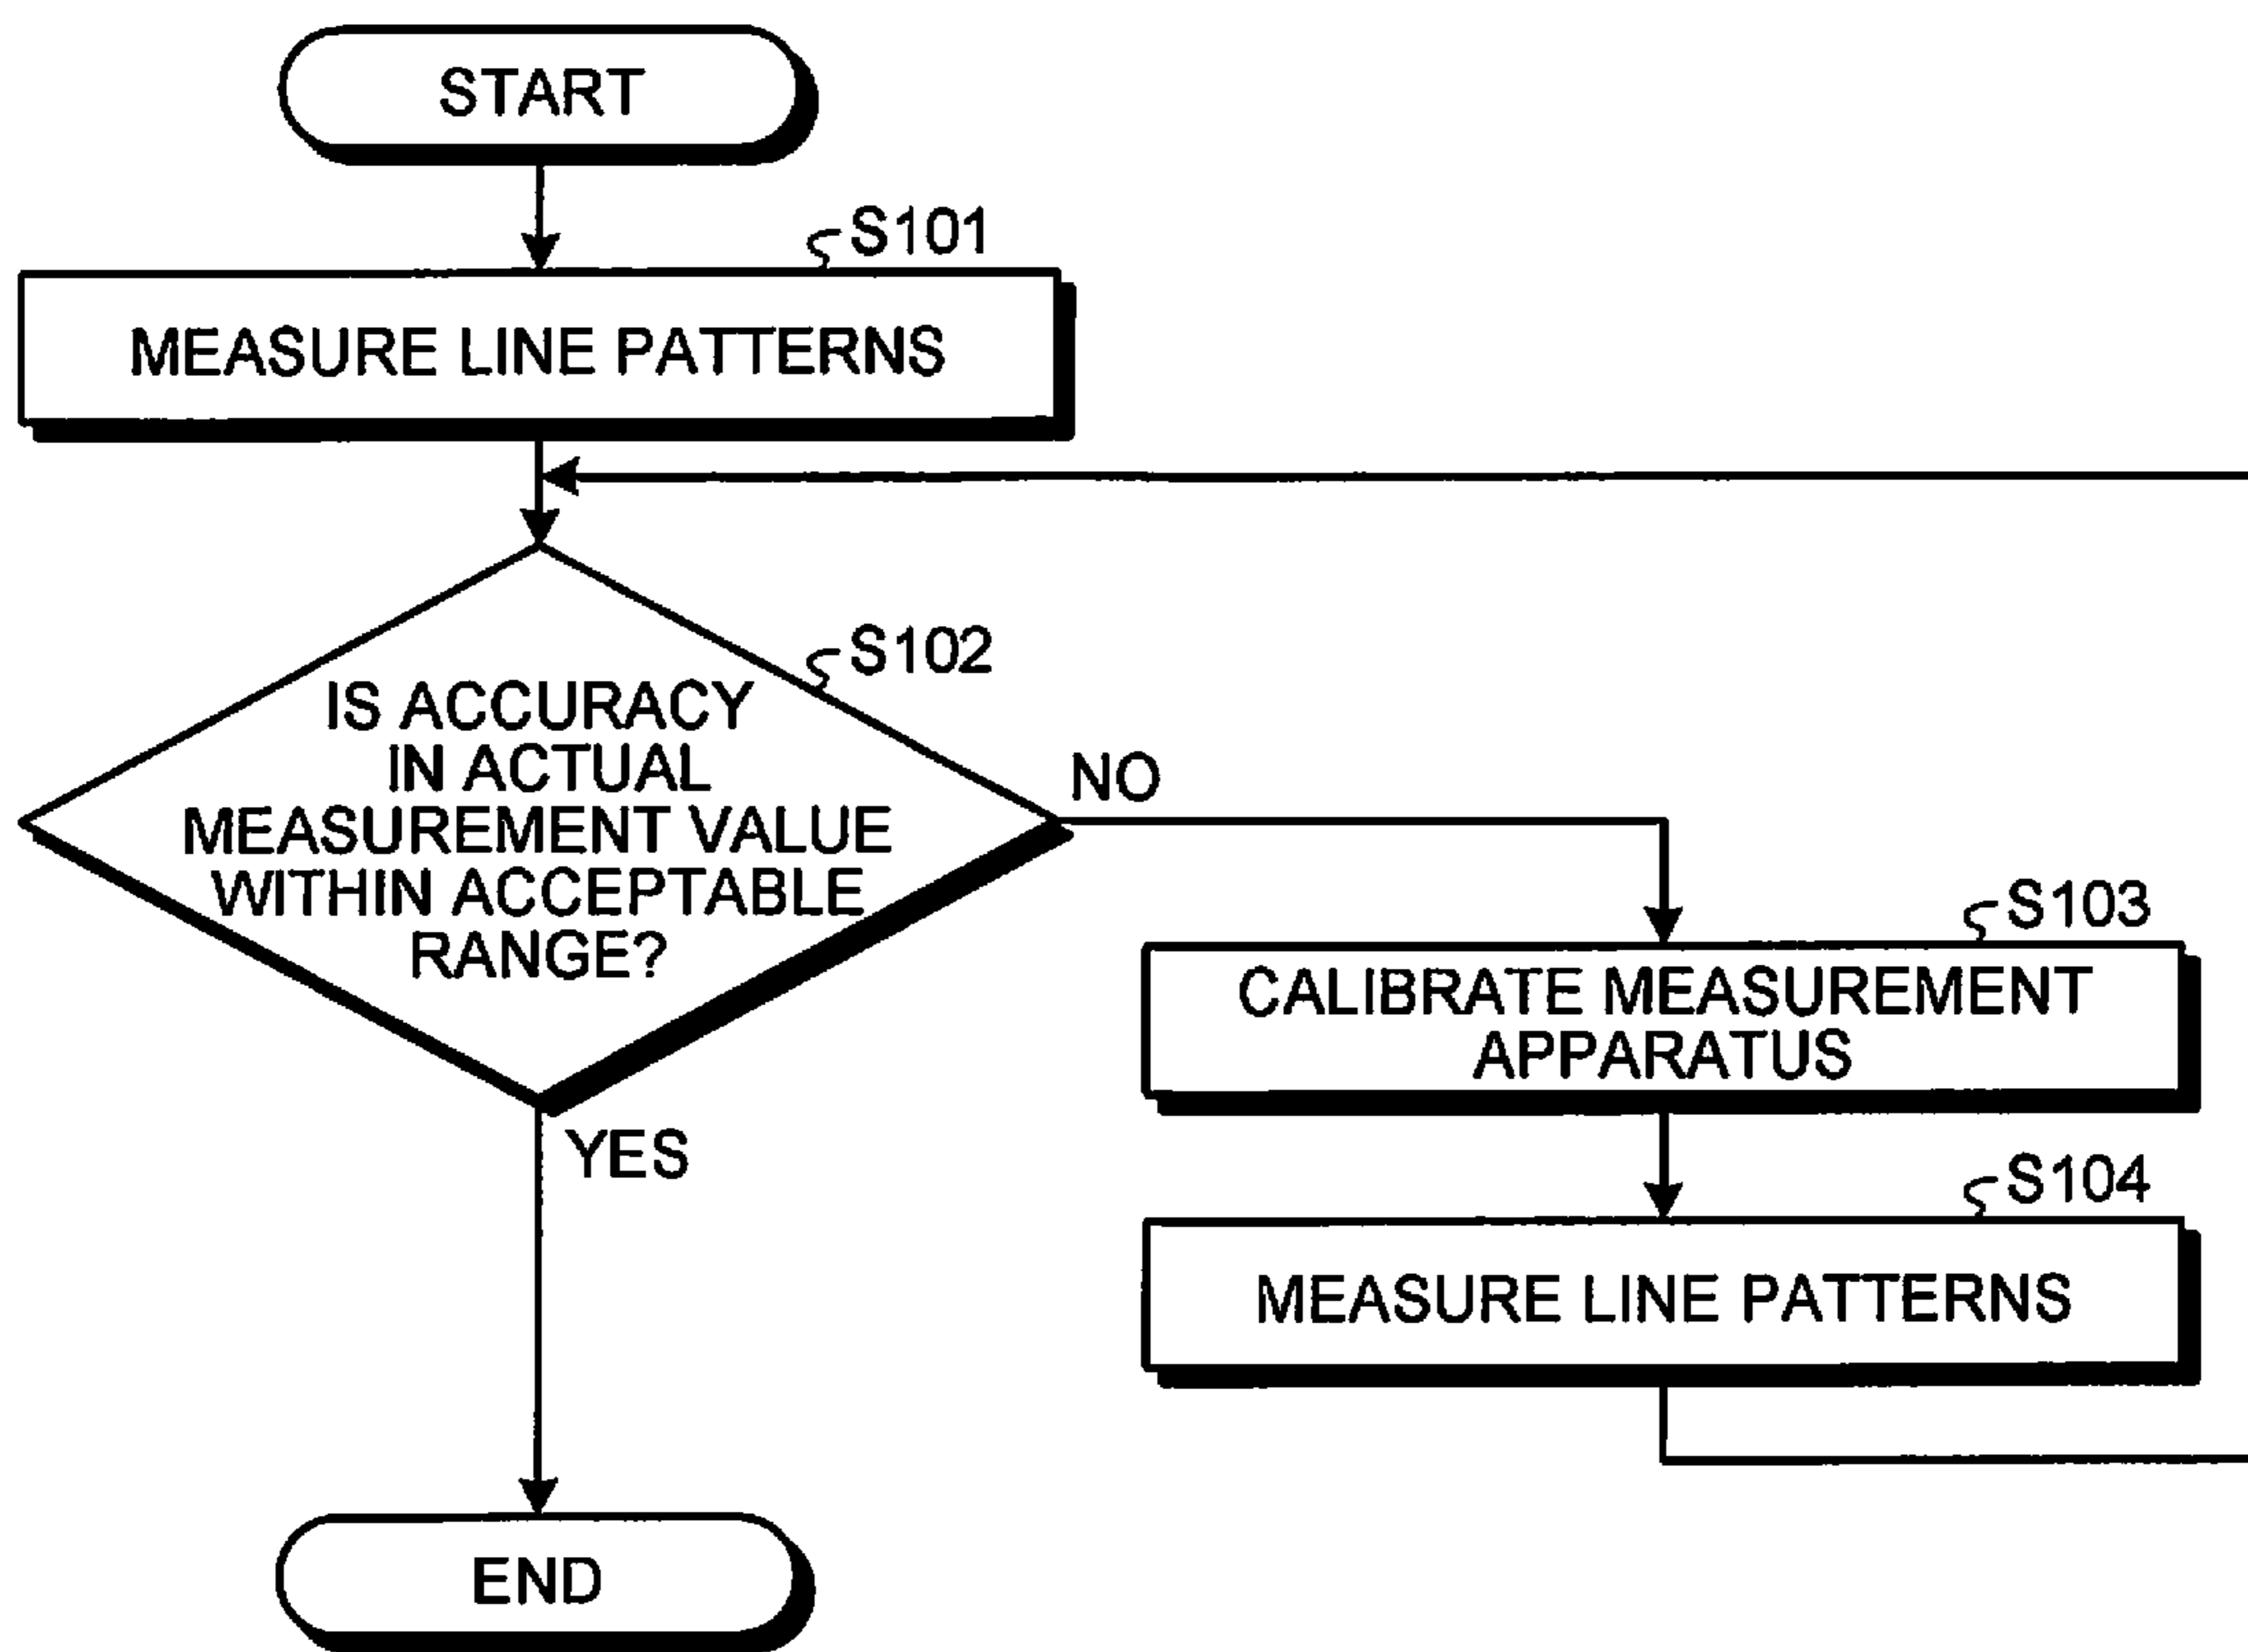 START
S101
MEASURE LINE PATTERNS
S102
IS ACCURACY
IN ACTUAL
MEASUREMENT VALUE
WITHIN ACCEPTABLE
RANGE?
NO
YES
S103
CALIBRATE MEASUREMENT
APPARATUS
S104
MEASURE LINE PATTERNS
END